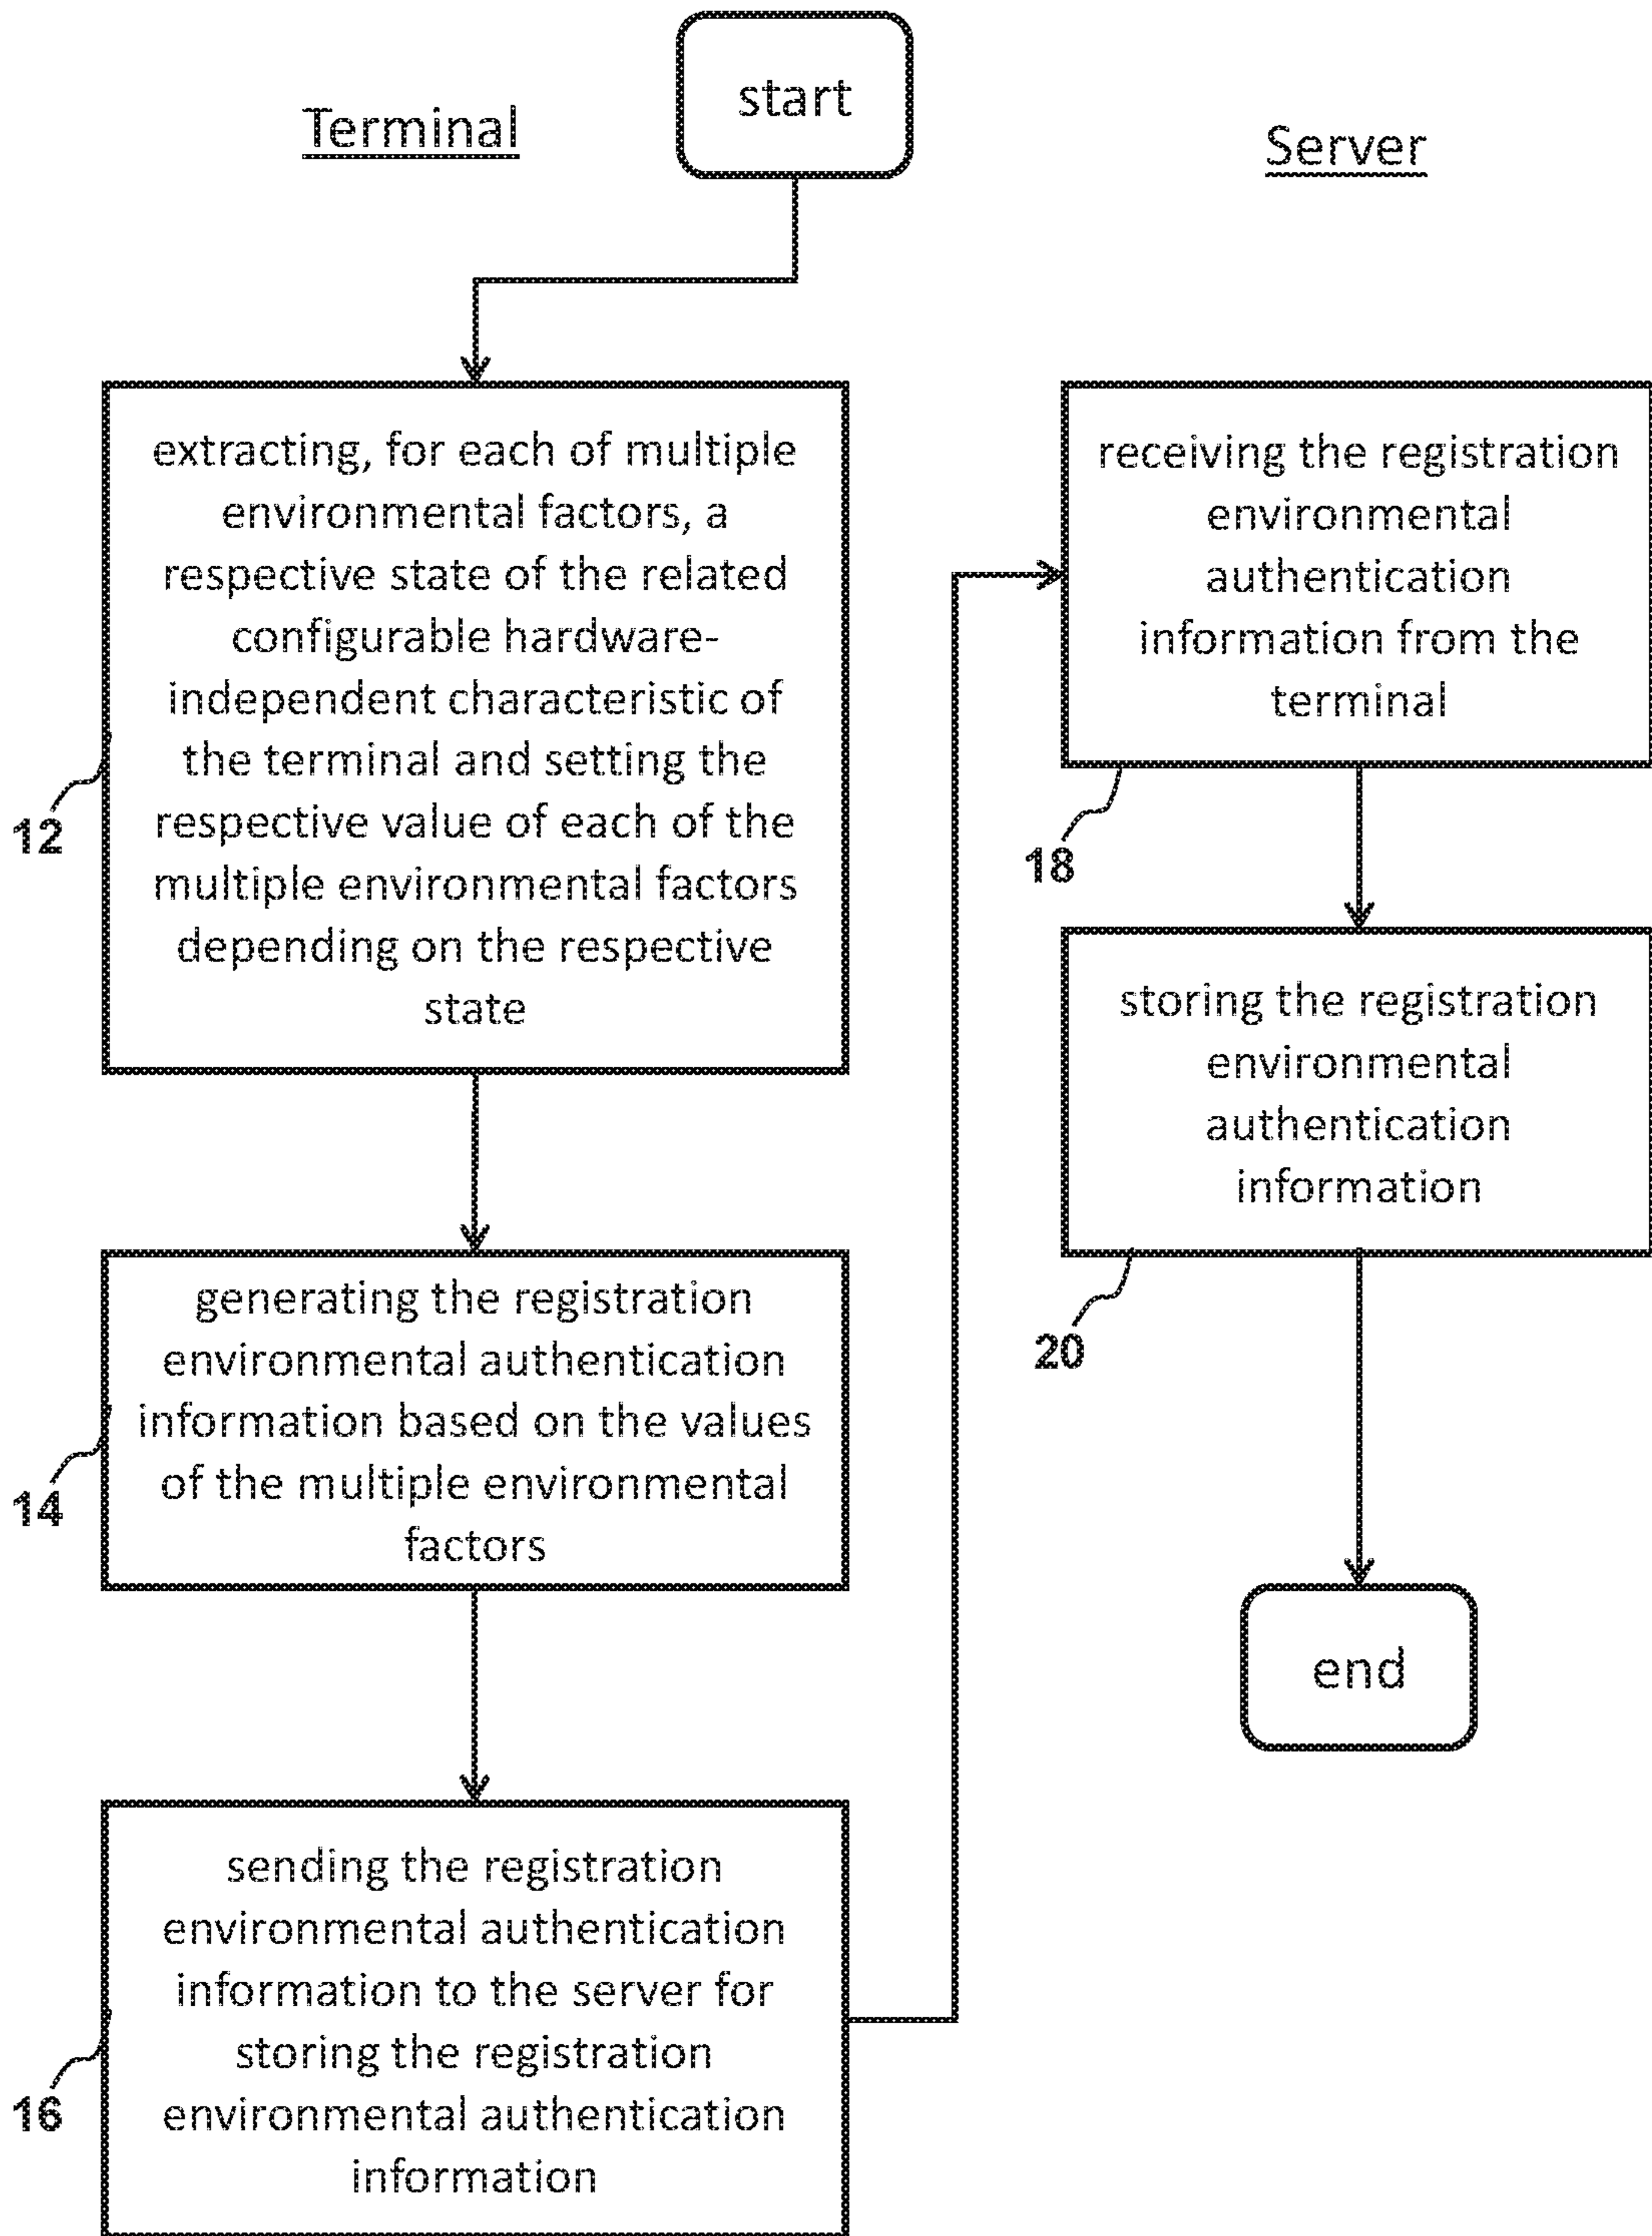 start
Terminal
Server
extracting, for each of multiple
environmental factors, a
respective state of the related
configurable hardware-
independent characteristic of
the terminal and setting the
respective value of each of the
multiple environmental factors
depending on the respective
state
12
generating the registration
environmental authentication
information based on the values
of the multiple environmental
factors
14
sending the registration
environmental authentication
information to the server for
storing the registration
environmental authentication
information
16
receiving the registration
environmental
authentication
information from the
terminal
18
storing the registration
environmental
authentication
information
20
end